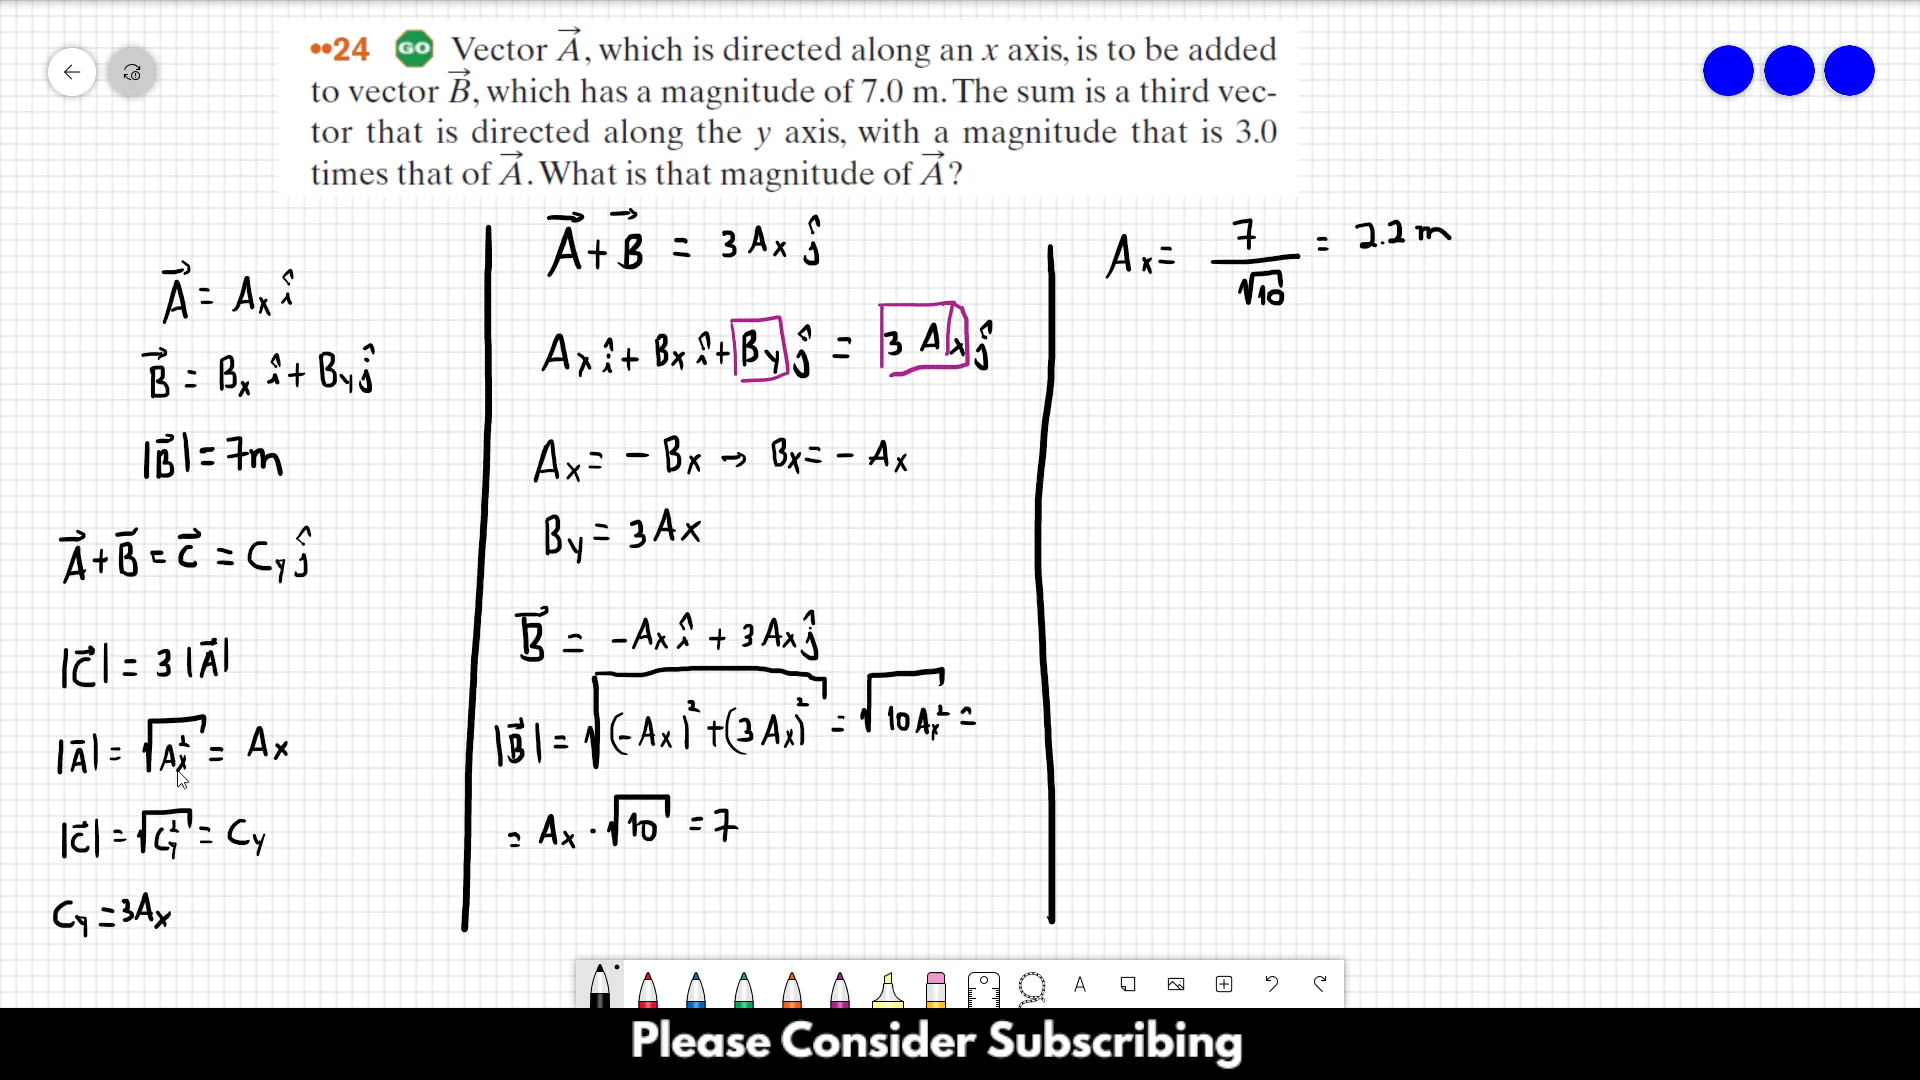 ••24 GO Vector A⃗, which is directed along an x axis, is to be added
to vector B⃗, which has a magnitude of 7.0 m. The sum is a third vec-
tor that is directed along the y axis, with a magnitude that is 3.0
times that of A⃗. What is that magnitude of A⃗?
A⃗ = Ax î
B⃗ = Bx î + By ĵ
|B⃗| = 7m
A⃗ + B⃗ = C⃗ = Cy ĵ
|C⃗| = 3 |A⃗|
|A⃗| = √Ax² = Ax
|C⃗| = √Cy² = Cy
Cy = 3Ax
A⃗ + B⃗ = 3 Ax ĵ
Ax î + Bx î + By ĵ = 3 Ax ĵ
Ax = - Bx → Bx = - Ax
By = 3 Ax
B⃗ = -Ax î + 3 Ax ĵ
|B⃗| = √(-Ax)² + (3 Ax)² = √10Ax² =
= Ax · √10 = 7
Ax = 7/√10 = 2.2 m
A
Please Consider Subscribing